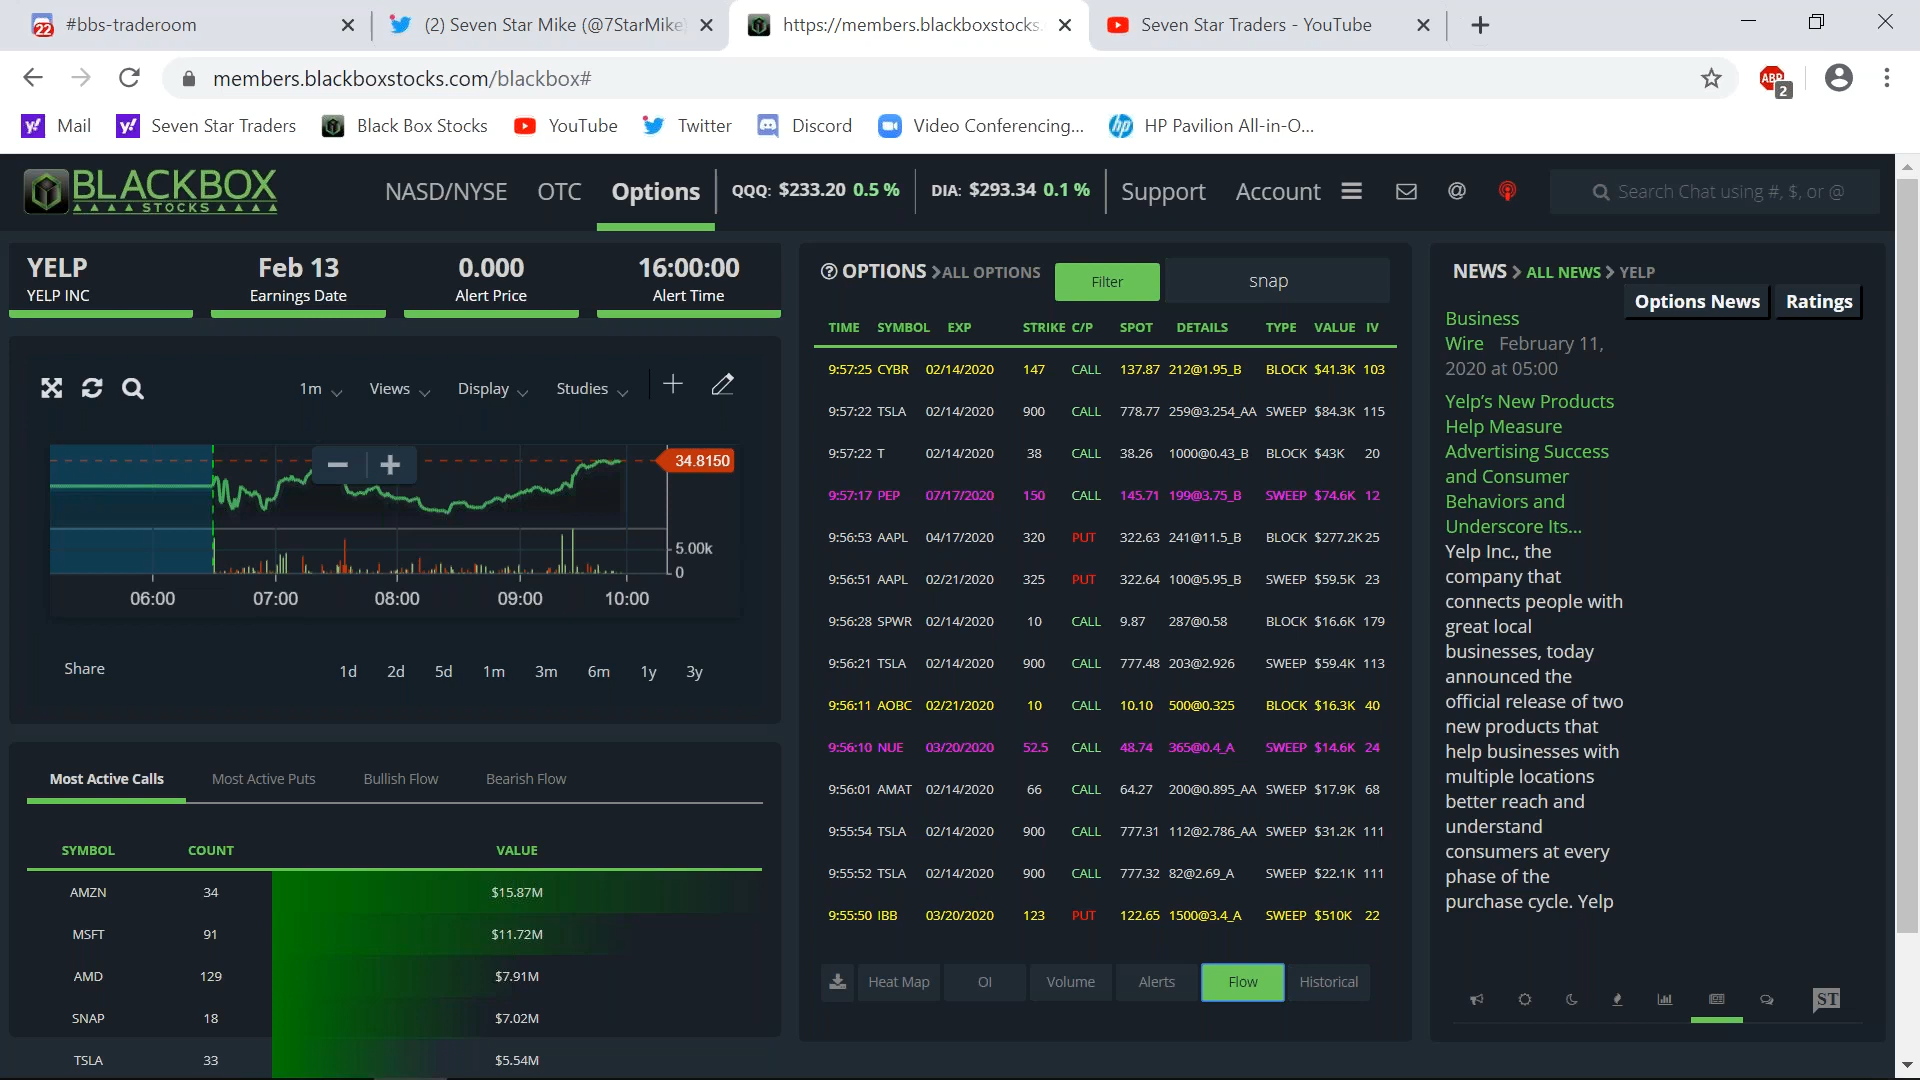 22 #bbs-traderoom
(2) Seven Star Mike (@7StarMike)
https://members.blackboxstocks.
Seven Star Traders - YouTube
members.blackboxstocks.com/blackbox#
ABP 2
Mail
Seven Star Traders
Black Box Stocks
YouTube
Twitter
Discord
Video Conferencing...
HP Pavilion All-in-O...
BLACKBOX
STOCKS
NASD/NYSE OTC Options
QQQ: $233.20 0.5 % DIA: $293.34 0.1 %
Support Account
Search Chat using #, $, or @
YELP Feb 13 0.000 16:00:00
YELP INC Earnings Date Alert Price Alert Time
1m Views Display Studies
34.8150
5.00k
0
06:00 07:00 08:00 09:00 10:00
Share 1d 2d 5d 1m 3m 6m 1y 3y
Most Active Calls Most Active Puts Bullish Flow Bearish Flow
SYMBOL COUNT VALUE
AMZN 34 $15.87M
MSFT 91 $11.72M
AMD 129 $7.91M
SNAP 18 $7.02M
TSLA 33 $5.54M
OPTIONS >ALL OPTIONS Filter snap
TIME SYMBOL EXP STRIKE C/P SPOT DETAILS TYPE VALUE IV
9:57:25 CYBR 02/14/2020 147 CALL 137.87 212@1.95_B BLOCK $41.3K 103
9:57:22 TSLA 02/14/2020 900 CALL 778.77 259@3.254_AA SWEEP $84.3K 115
9:57:22 T 02/14/2020 38 CALL 38.26 1000@0.43_B BLOCK $43K 20
9:57:17 PEP 07/17/2020 150 CALL 145.71 199@3.75_B SWEEP $74.6K 12
9:56:53 AAPL 04/17/2020 320 PUT 322.63 241@11.5_B BLOCK $277.2K 25
9:56:51 AAPL 02/21/2020 325 PUT 322.64 100@5.95_B SWEEP $59.5K 23
9:56:28 SPWR 02/14/2020 10 CALL 9.87 287@0.58 BLOCK $16.6K 179
9:56:21 TSLA 02/14/2020 900 CALL 777.48 203@2.926 SWEEP $59.4K 113
9:56:11 AOBC 02/21/2020 10 CALL 10.10 500@0.325 BLOCK $16.3K 40
9:56:10 NUE 03/20/2020 52.5 CALL 48.74 365@0.4_A SWEEP $14.6K 24
9:56:01 AMAT 02/14/2020 66 CALL 64.27 200@0.895_AA SWEEP $17.9K 68
9:55:54 TSLA 02/14/2020 900 CALL 777.31 112@2.786_AA SWEEP $31.2K 111
9:55:52 TSLA 02/14/2020 900 CALL 777.32 82@2.69_A SWEEP $22.1K 111
9:55:50 IBB 03/20/2020 123 PUT 122.65 1500@3.4_A SWEEP $510K 22
Heat Map OI Volume Alerts Flow Historical
NEWS > ALL NEWS > YELP
Options News Ratings
Business
Wire February 11,
2020 at 05:00
Yelp's New Products
Help Measure
Advertising Success
and Consumer
Behaviors and
Underscore Its...
Yelp Inc., the
company that
connects people with
great local
businesses, today
announced the
official release of two
new products that
help businesses with
multiple locations
better reach and
understand
consumers at every
phase of the
purchase cycle. Yelp
ST